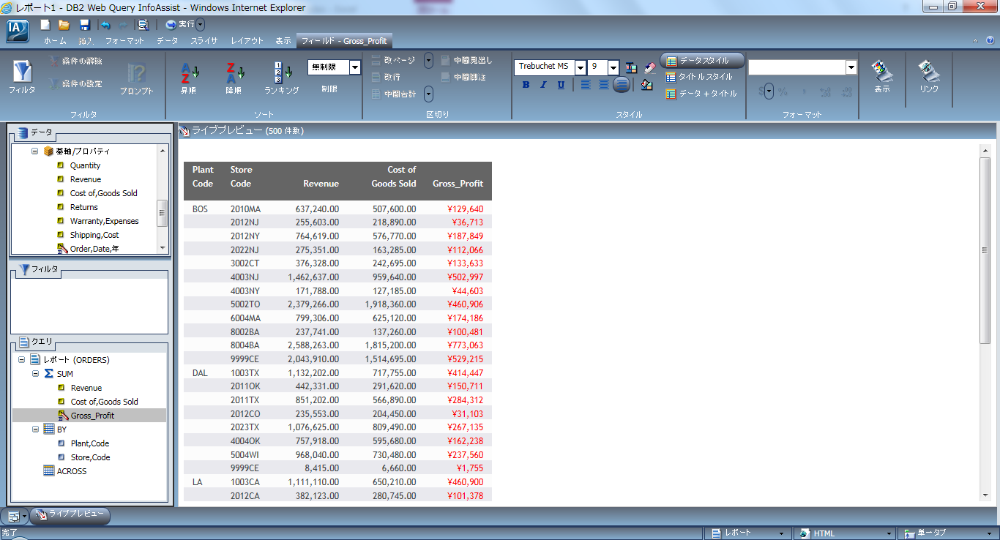 レポート1 - DB2 Web Query InfoAssist - Windows Internet Explorer
IA
実行
ホーム 挿入 フォーマット データ スライサ レイアウト 表示 フィールド - Gross_Profit
フィルタ
条件の解除
条件の設定
プロンプト
フィルタ
昇順
降順
ランキング
無制限
制限
ソート
改ページ
改行
中間合計
中間見出し
中間脚注
区切り
Trebuchet MS 9
B I U
データスタイル
タイトルスタイル
データ + タイトル
スタイル
$ %
フォーマット
表示
リンク
データ
基軸/プロパティ
Quantity
Revenue
Cost of,Goods Sold
Returns
Warranty,Expenses
Shipping,Cost
Order,Date,年
フィルタ
クエリ
レポート (ORDERS)
SUM
Revenue
Cost of,Goods Sold
Gross_Profit
BY
Plant,Code
Store,Code
ACROSS
ライブプレビュー (500 件数)
Plant Store Cost of
Code Code Revenue Goods Sold Gross_Profit
BOS 2010MA 637,240.00 507,600.00 ¥129,640
2012NJ 255,603.00 218,890.00 ¥36,713
2012NY 764,619.00 576,770.00 ¥187,849
2022NJ 275,351.00 163,285.00 ¥112,066
3002CT 376,328.00 242,695.00 ¥133,633
4003NJ 1,462,637.00 959,640.00 ¥502,997
4003NY 171,788.00 127,185.00 ¥44,603
5002TO 2,379,266.00 1,918,360.00 ¥460,906
6004MA 799,306.00 625,120.00 ¥174,186
8002BA 237,741.00 137,260.00 ¥100,481
8004BA 2,588,263.00 1,815,200.00 ¥773,063
9999CE 2,043,910.00 1,514,695.00 ¥529,215
DAL 1003TX 1,132,202.00 717,755.00 ¥414,447
2011OK 442,331.00 291,620.00 ¥150,711
2011TX 851,202.00 566,890.00 ¥284,312
2012CO 235,553.00 204,450.00 ¥31,103
2023TX 1,076,625.00 809,490.00 ¥267,135
4004OK 757,918.00 595,680.00 ¥162,238
5004WI 968,040.00 730,480.00 ¥237,560
9999CE 8,415.00 6,660.00 ¥1,755
LA 1003CA 1,111,110.00 650,210.00 ¥460,900
2012CA 382,123.00 280,745.00 ¥101,378
ライブプレビュー
完了
レポート
HTML
単一タブ